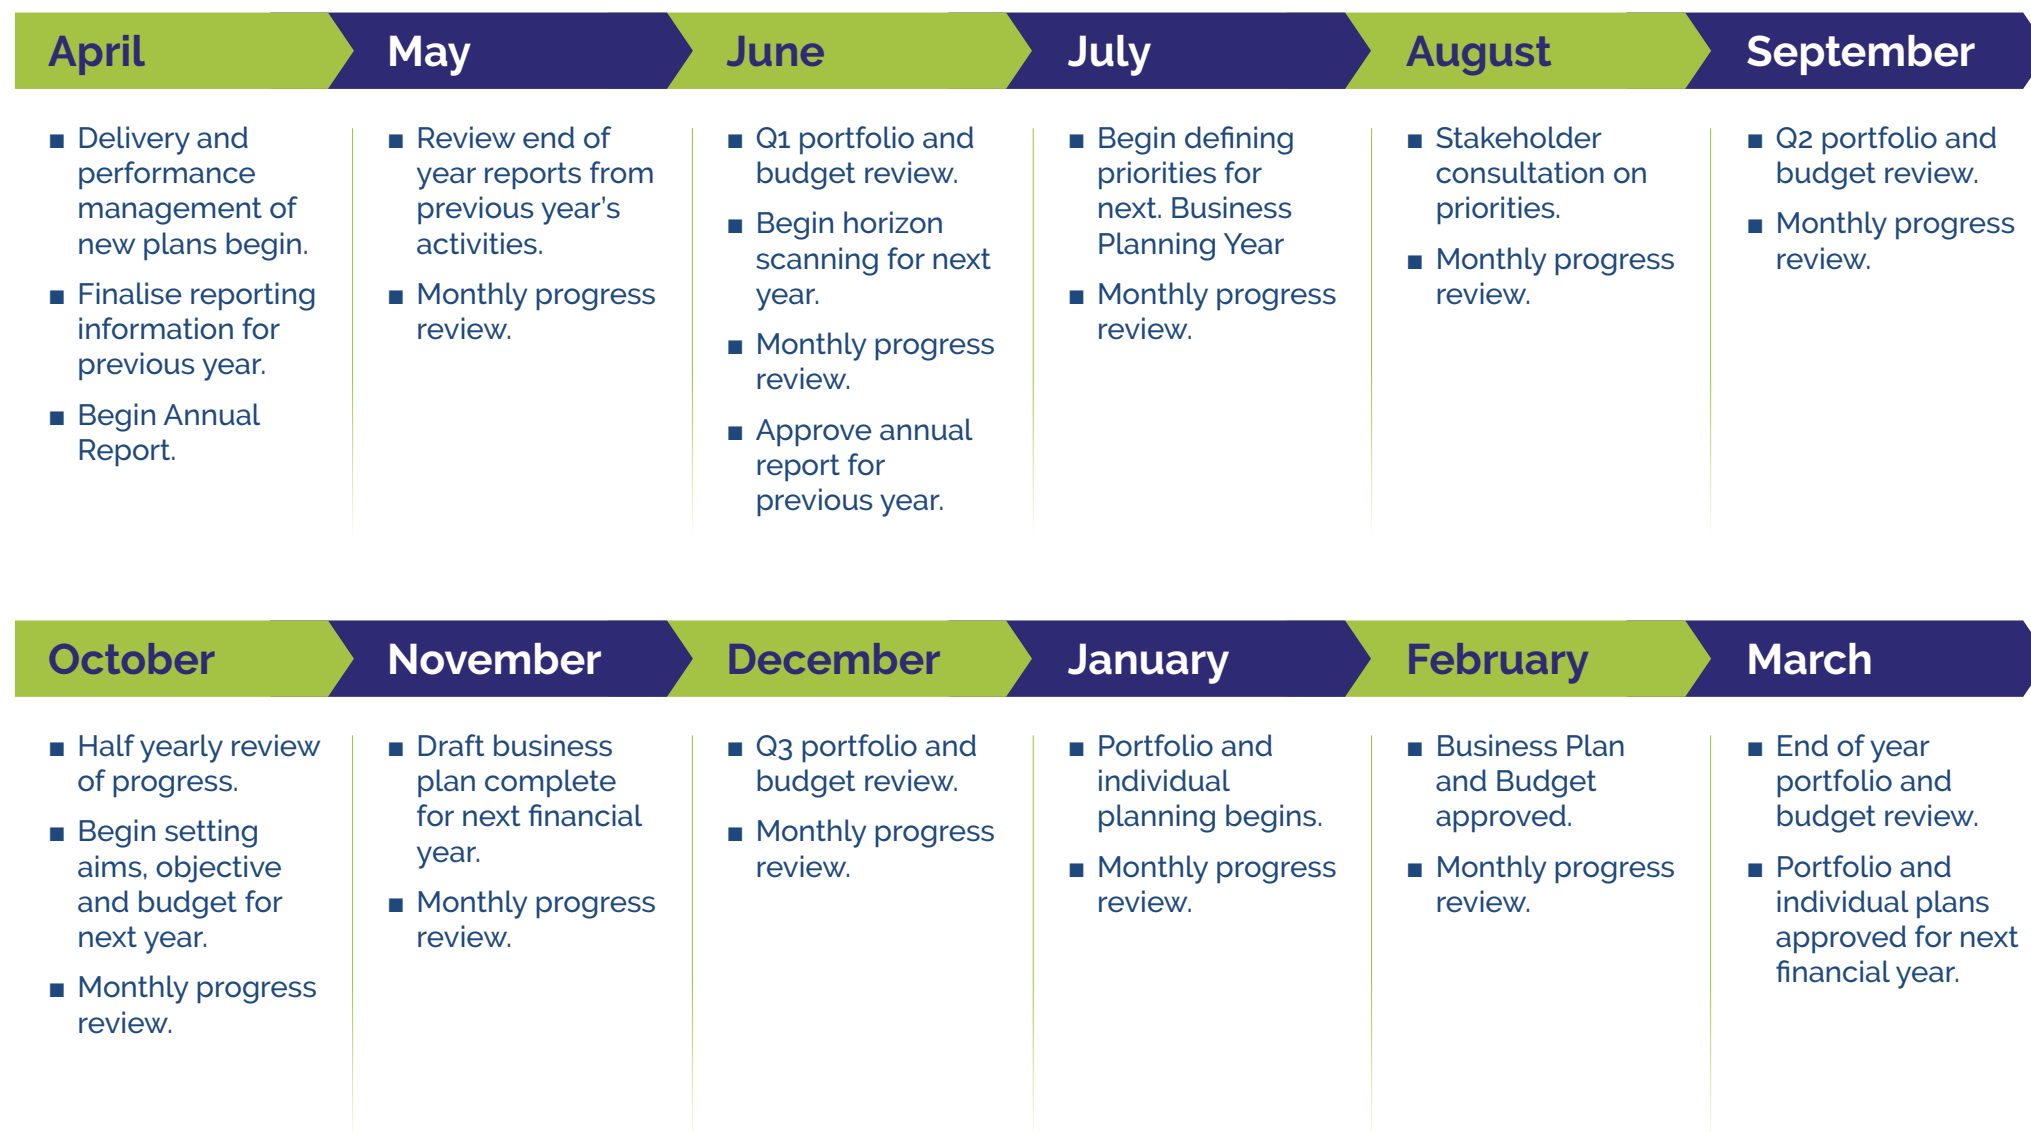 April
■ Delivery and
performance
management of
new plans begin.
■ Finalise reporting
information for
previous year.
■ Begin Annual
Report.
May
■ Review end of
year reports from
previous year’s
activities.
■ Monthly progress
review.
June
■ Q1 portfolio and
budget review.
■ Begin horizon
scanning for next
year.
■ Monthly progress
review.
■ Approve annual
report for
previous year.
July
■ Begin defining
priorities for
next. Business
Planning Year
■ Monthly progress
review.
August
■ Stakeholder
consultation on
priorities.
■ Monthly progress
review.
September
■ Q2 portfolio and
budget review.
■ Monthly progress
review.
October
■ Half yearly review
of progress.
■ Begin setting
aims, objective
and budget for
next year.
■ Monthly progress
review.
November
■ Draft business
plan complete
for next financial
year.
■ Monthly progress
review.
December
■ Q3 portfolio and
budget review.
■ Monthly progress
review.
January
■ Portfolio and
individual
planning begins.
■ Monthly progress
review.
February
■ Business Plan
and Budget
approved.
■ Monthly progress
review.
March
■ End of year
portfolio and
budget review.
■ Portfolio and
individual plans
approved for next
financial year.